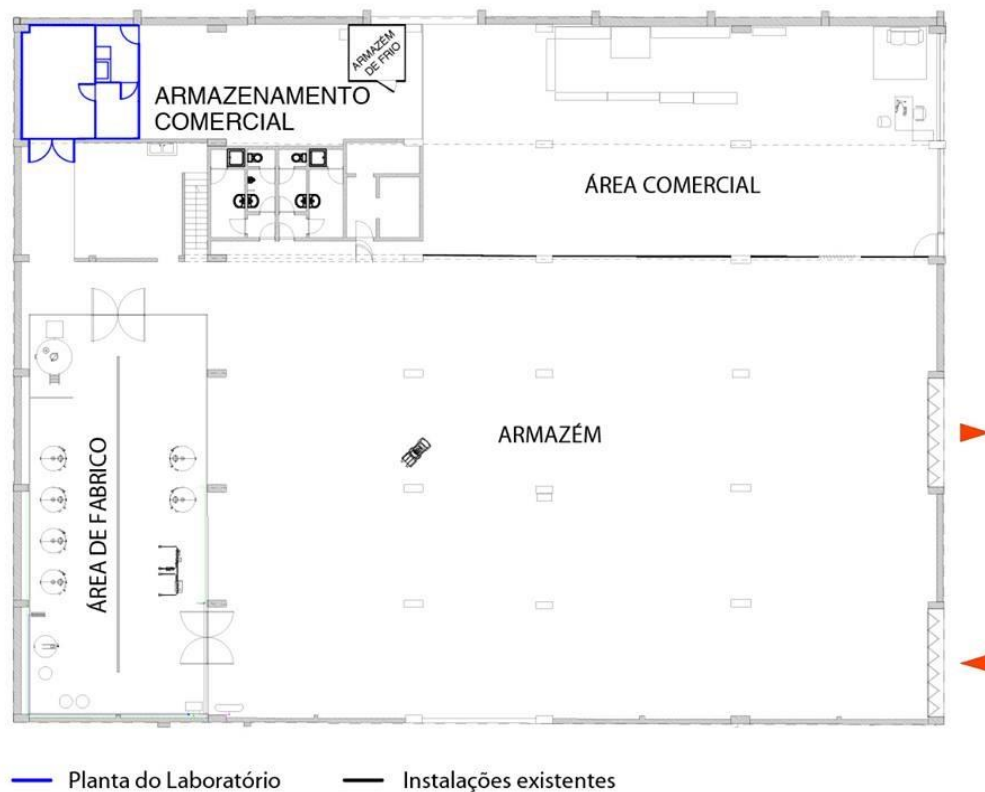 ARMAZÉM
DE FRIO
ARMAZENAMENTO
COMERCIAL
ÁREA COMERCIAL
ARMAZÉM
ÁREA DE FABRICO
Planta do Laboratório
Instalações existentes